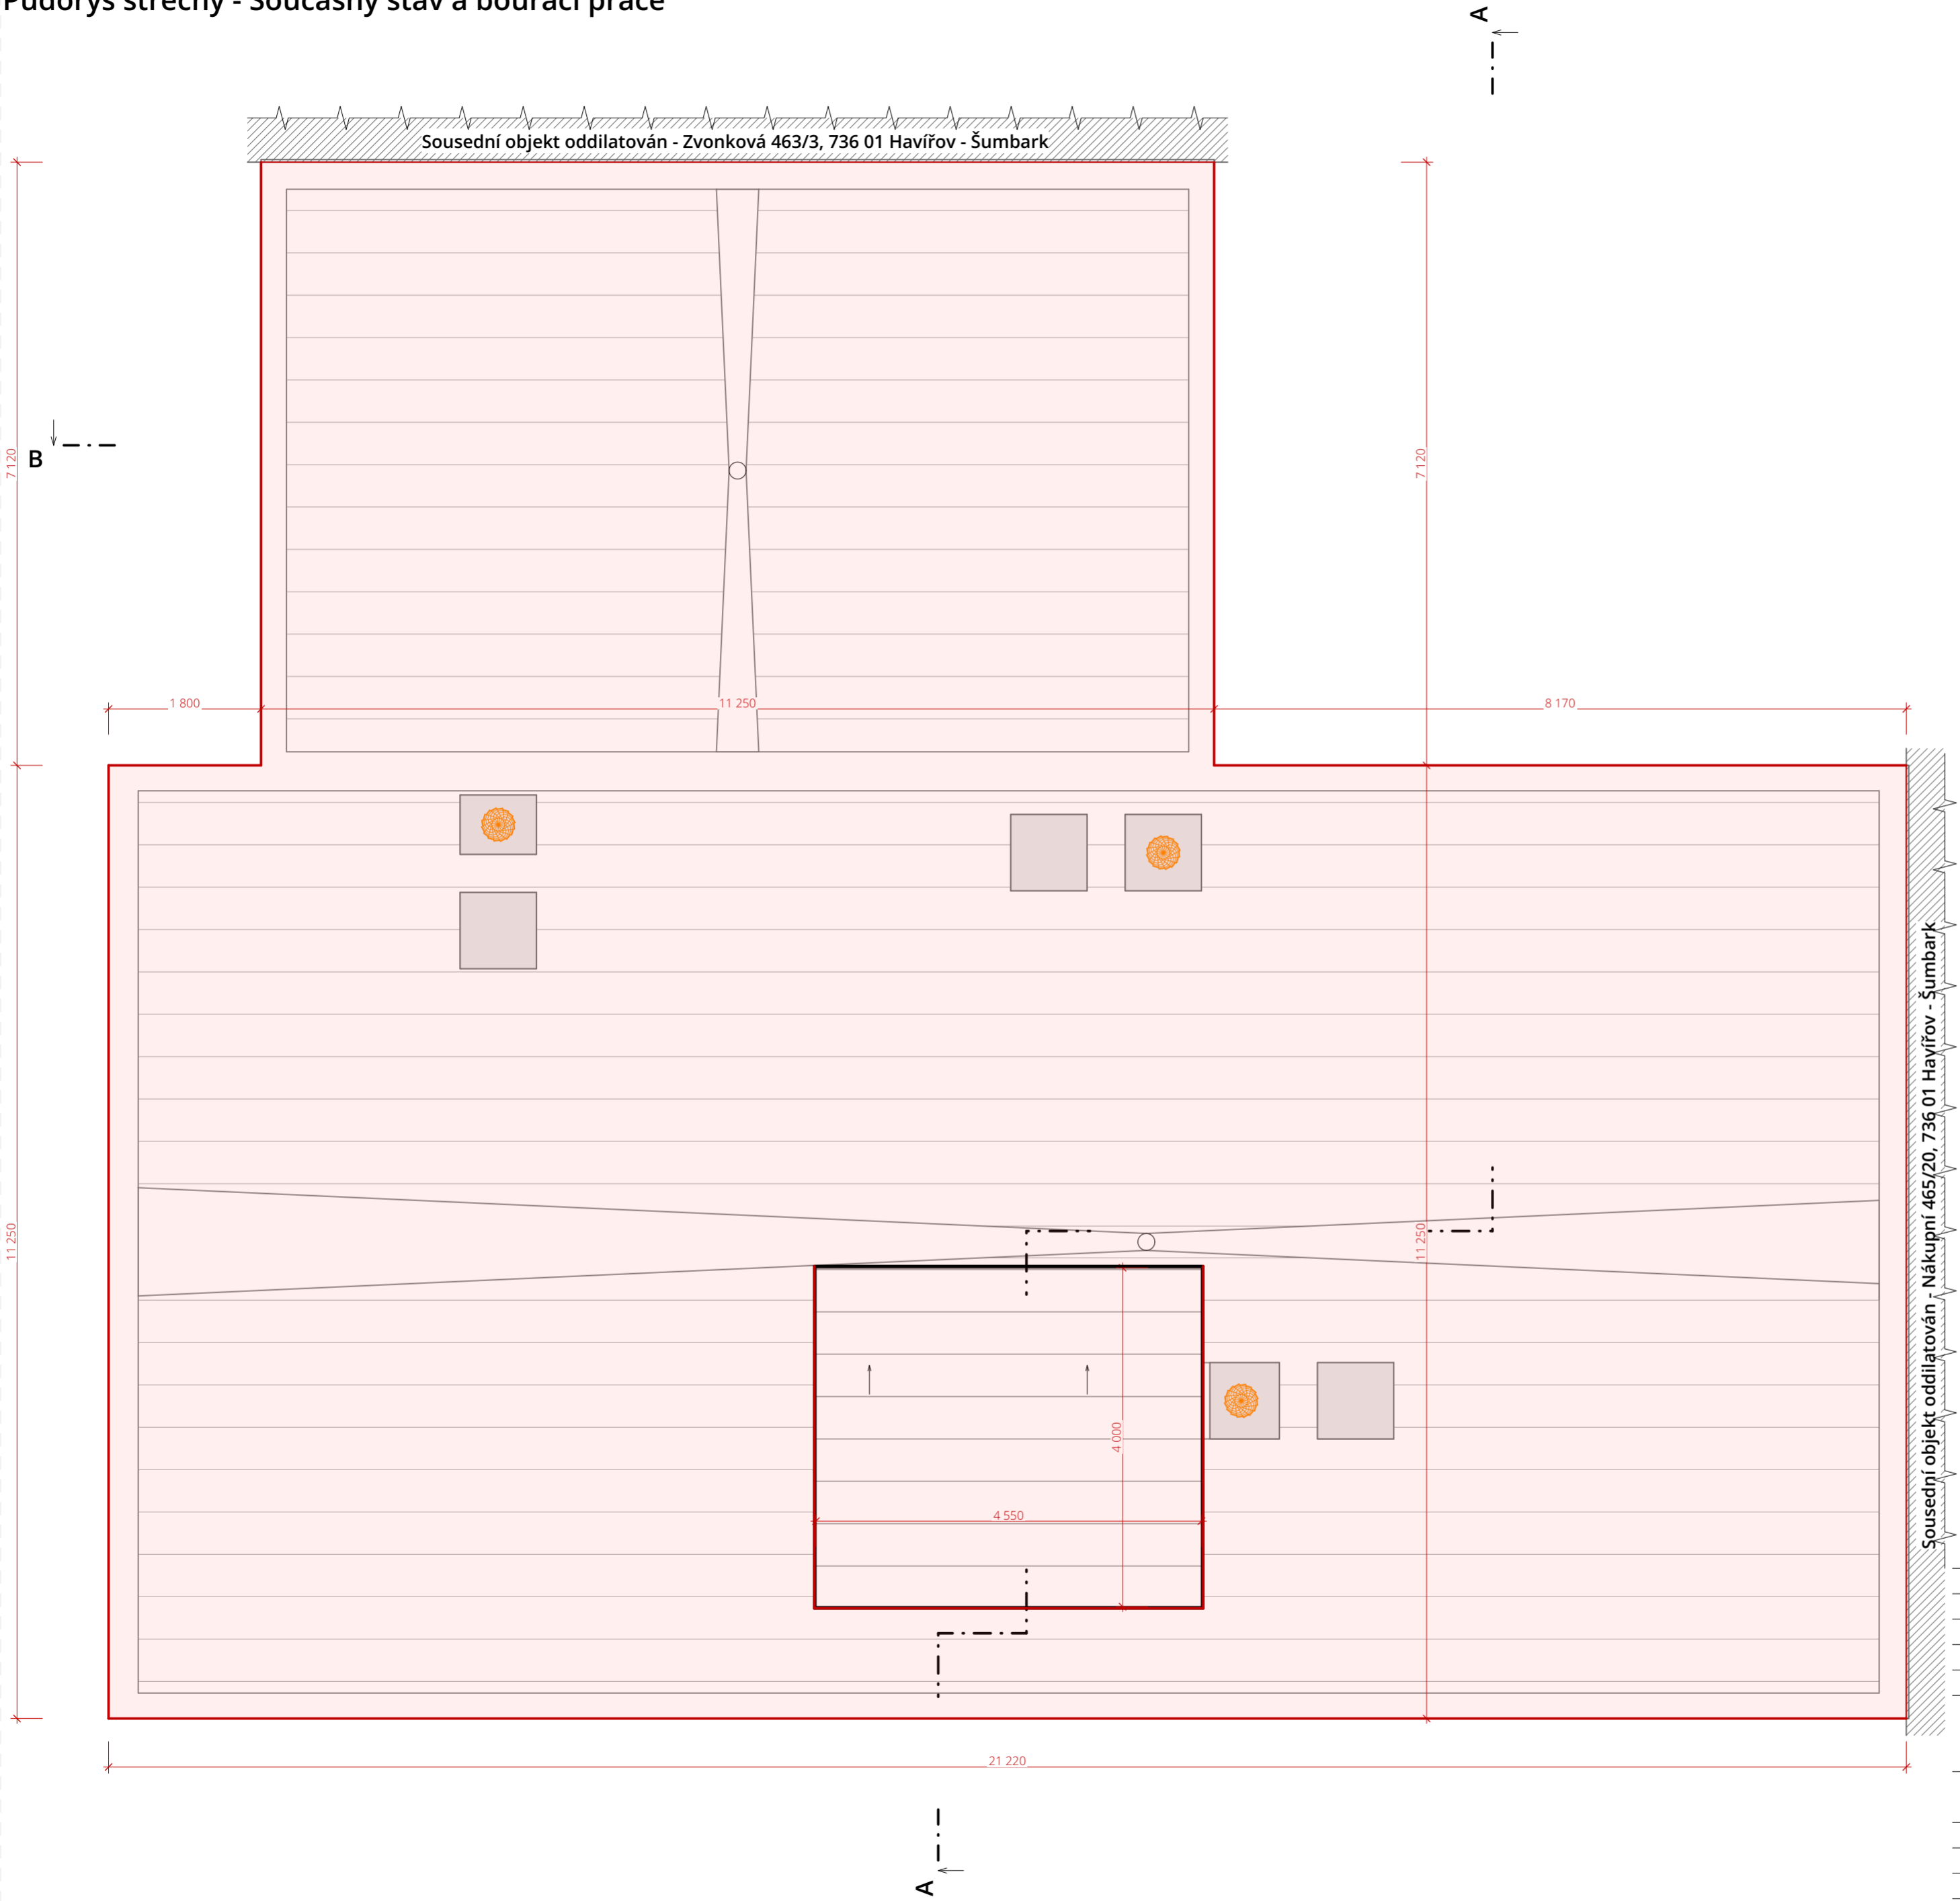 Půdorys střechy - Současný stav a bourací práce
A
Sousední objekt oddilatován - Zvonková 463/3, 736 01 Havířov - Šumbark
B
7 120
7 120
1 800
11 250
8 170
Sousední objekt oddilatován - Nákupní 465/20, 736 01 Havířov - Šumbark
11 250
11 250
4 000
4 550
21 220
A